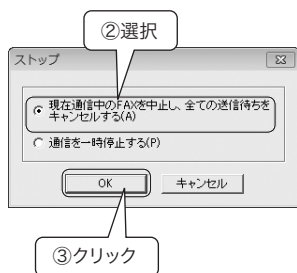 ②選択
ストップ
現在通信中のFAXを中止し、全ての送信待ちを
キャンセルする(A)
通信を一時停止する(P)
OK キャンセル
③クリック